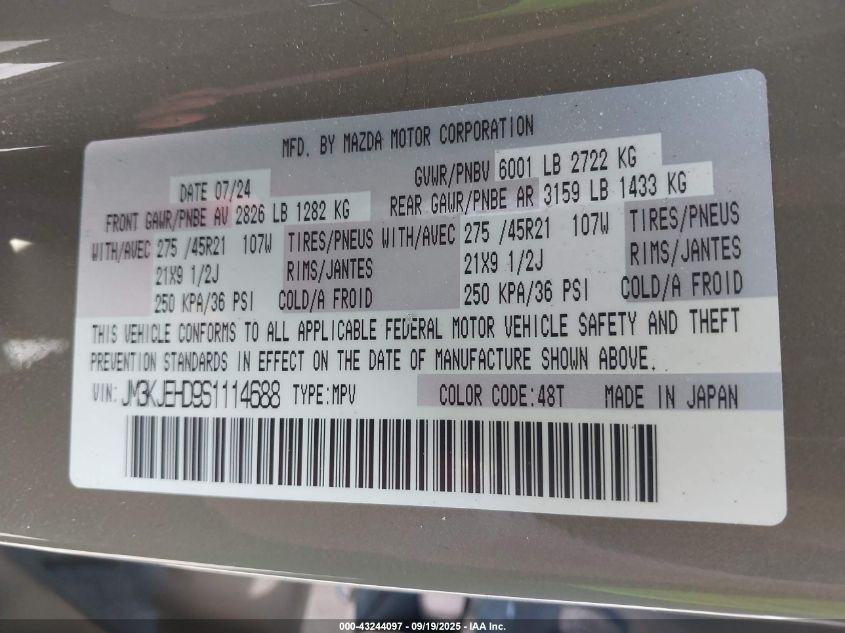 MFD. BY MAZDA MOTOR CORPORATION
DATE 07/24 GVWR/PNBV 6001 LB 2722 KG
FRONT GAWR/PNBE AV 2826 LB 1282 KG REAR GAWR/PNBE AR 3159 LB 1433 KG
WITH/AVEC 275 /45R21 107W TIRES/PNEUS WITH/AVEC 275 /45R21 107W TIRES/PNEUS
21X9 1/2J RIMS/JANTES 21X9 1/2J RIMS/JANTES
250 KPA/36 PSI COLD/A FROID 250 KPA/36 PSI COLD/A FROID
THIS VEHICLE CONFORMS TO ALL APPLICABLE FEDERAL MOTOR VEHICLE SAFETY AND THEFT
PREVENTION STANDARDS IN EFFECT ON THE DATE OF MANUFACTURE SHOWN ABOVE.
VIN: JM3KJEHD9S1114688 TYPE:MPV COLOR CODE:48T MADE IN JAPAN
000-43244097 - 09/19/2025 - IAA Inc.